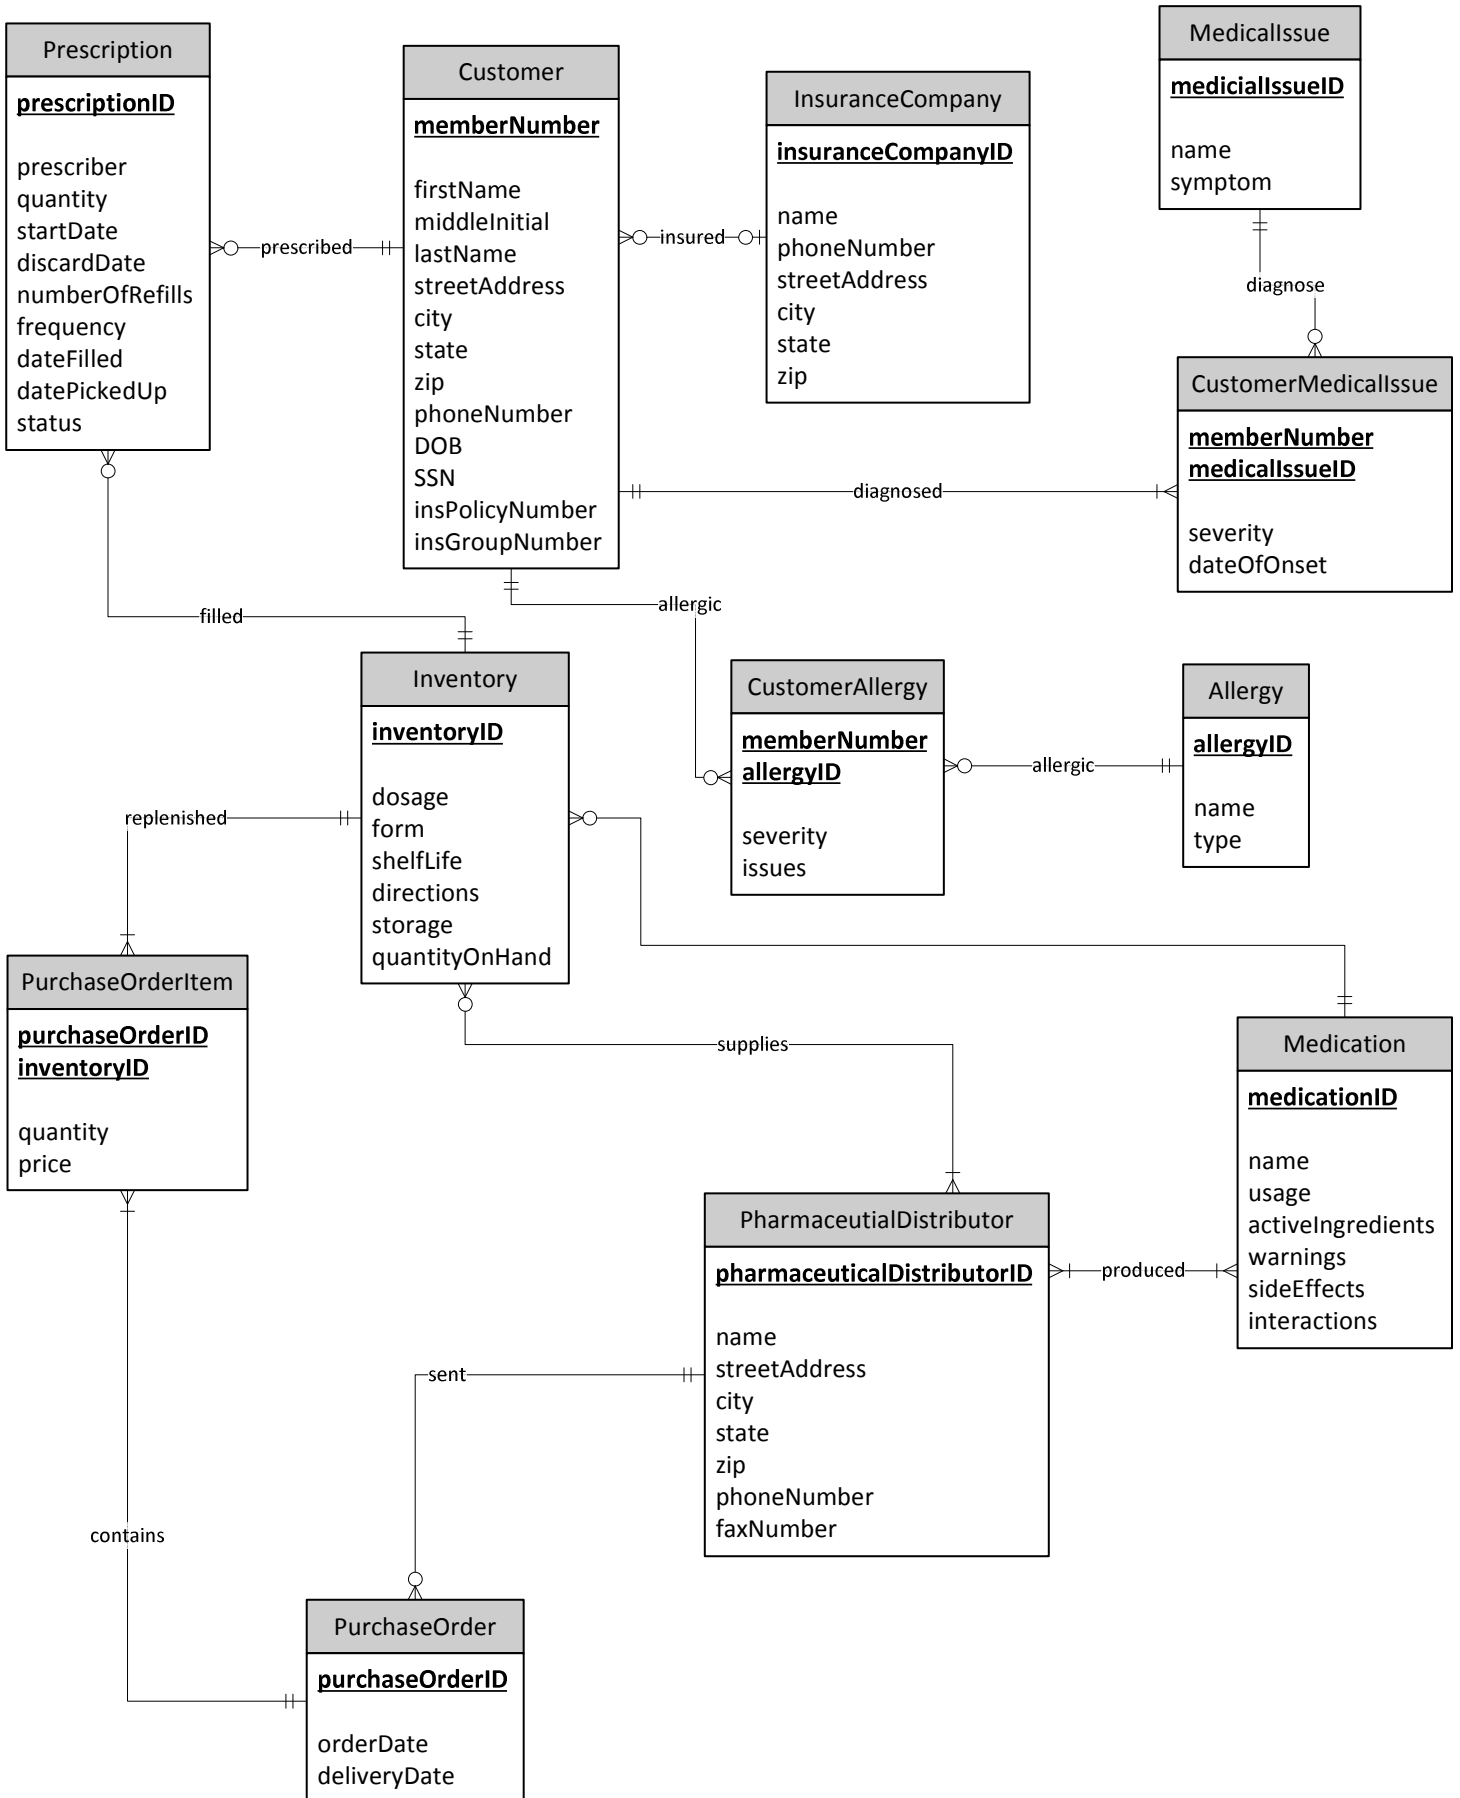 Prescription
prescriptionID
prescriber
quantity
startDate
discardDate
numberOfRefills
frequency
dateFilled
datePickedUp
status
prescribed
Customer
memberNumber
firstName
middleInitial
lastName
streetAddress
city
state
zip
phoneNumber
DOB
SSN
insPolicyNumber
insGroupNumber
insured
InsuranceCompany
insuranceCompanyID
name
phoneNumber
streetAddress
city
state
zip
MedicalIssue
medicialIssueID
name
symptom
diagnose
CustomerMedicalIssue
memberNumber
medicalIssueID
severity
dateOfOnset
diagnosed
filled
allergic
Inventory
inventoryID
dosage
form
shelfLife
directions
storage
quantityOnHand
CustomerAllergy
memberNumber
allergyID
severity
issues
allergic
Allergy
allergyID
name
type
replenished
PurchaseOrderItem
purchaseOrderID
inventoryID
quantity
price
supplies
Medication
medicationID
name
usage
activeIngredients
warnings
sideEffects
interactions
PharmaceutialDistributor
pharmaceuticalDistributorID
name
streetAddress
city
state
zip
phoneNumber
faxNumber
produced
sent
contains
PurchaseOrder
purchaseOrderID
orderDate
deliveryDate